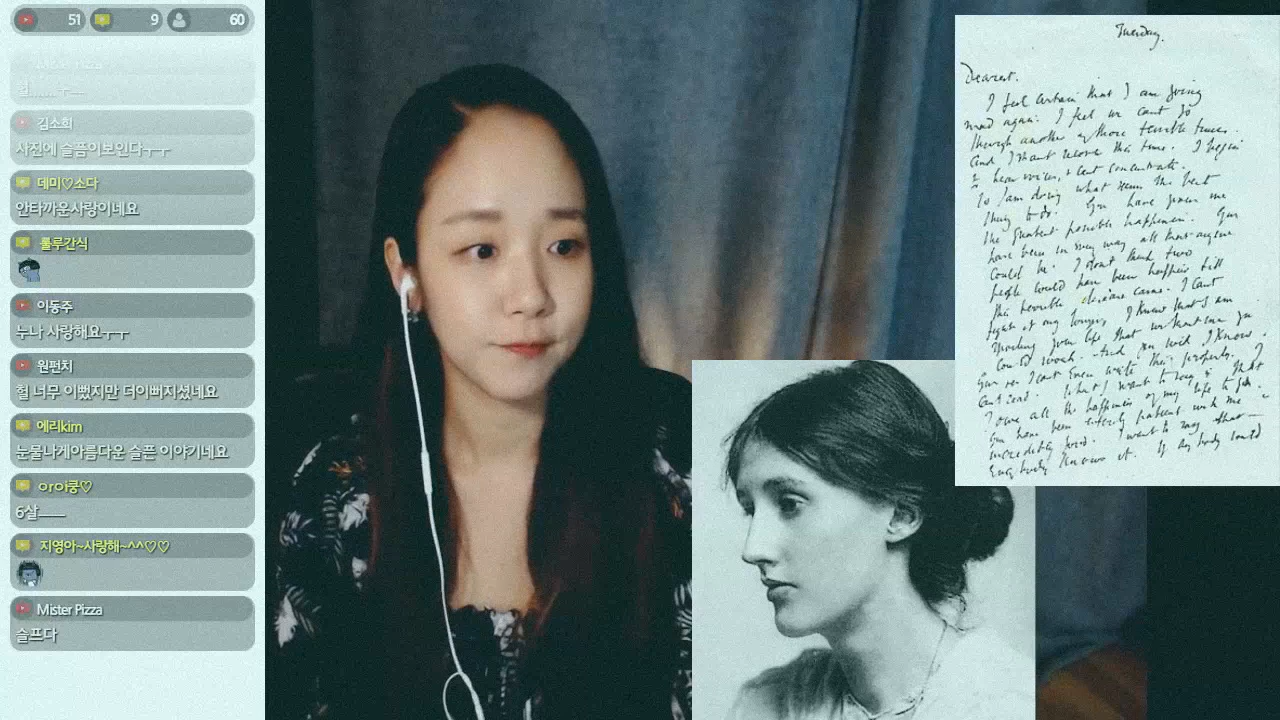 51 9 60
Mister Pizza
김소희
사진에 슬픔이보인다ㅜㅜ
데미♡소다
안타까운사랑이네요
룰루간식
이동주
누나 사랑해요ㅜㅜ
원펀치
헐 너무 이뻤지만 더이뻐지셨네요
에리kim
눈물나게아름다운 슬픈 이야기네요
ㅇrㅇi쿵♡
6살
지영아~사랑해~^^♡♡
Mister Pizza
슬프다
Tuesday.
Dearest.
I feel certain that I am going
mad again. I feel we cant go
through another of those terrible times.
And I shant recover this time. I begin
to hear voices, & cant concentrate.
So I am doing what seems the best
thing to do. You have given me
the greatest possible happiness. You
have been in every way all that anyone
could be. I dont think two
people could have been happier till
this terrible disease came. I cant
fight it any longer, I know that I am
spoiling your life, that without me you
could work. And you will I know.
You see I cant even write this properly. I
cant read. What I want to say is that
I owe all the happiness of my life to you.
You have been entirely patient with me &
incredibly good. I want to say that
everybody knows it. If anybody could